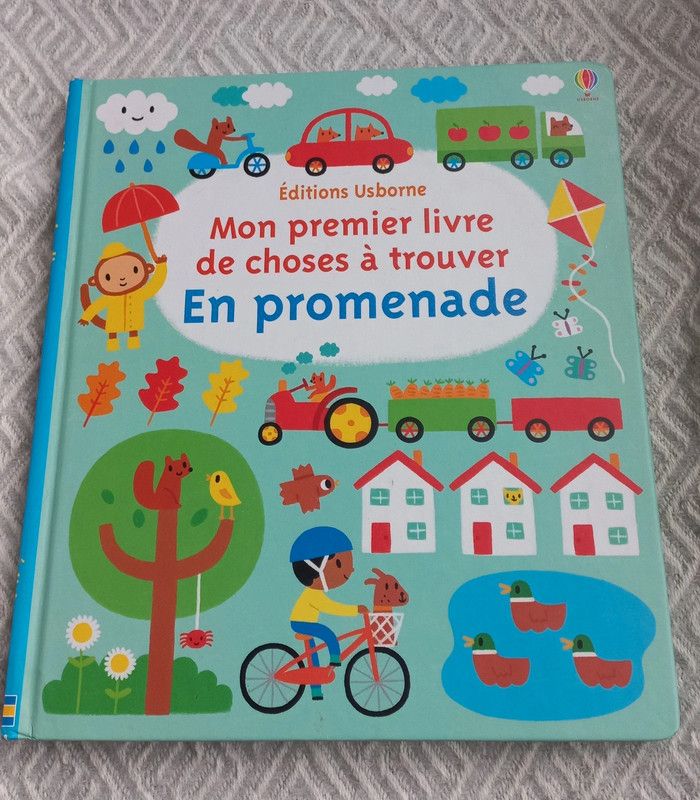 USBORNE
Éditions Usborne
Mon premier livre
de choses à trouver
En promenade